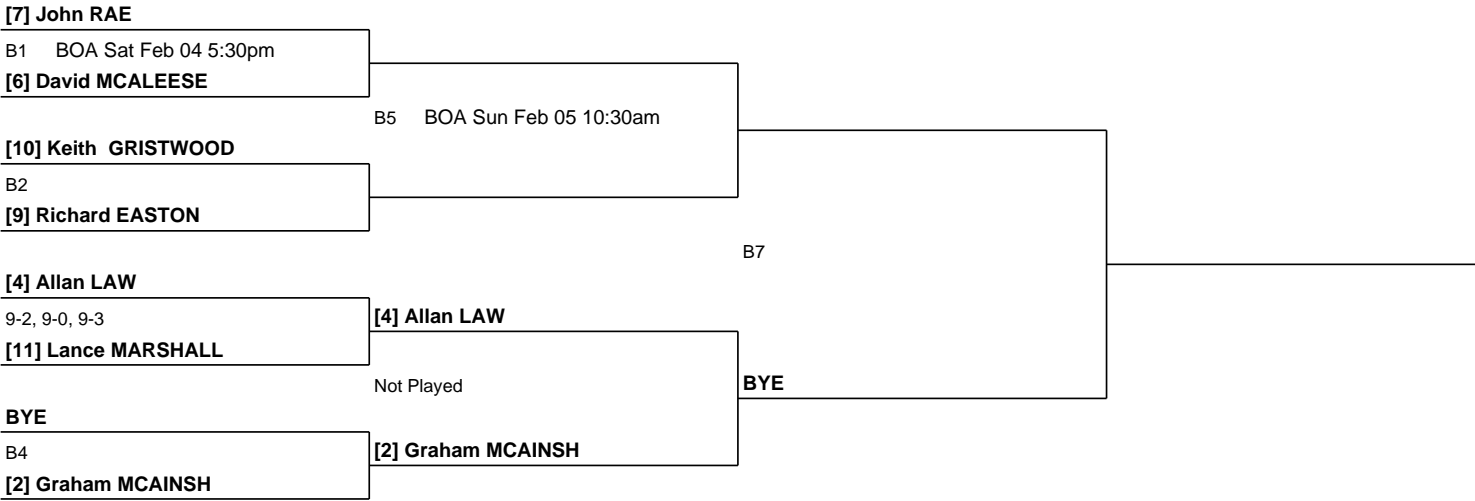 [7] John RAE
B1 BOA Sat Feb 04 5:30pm
[6] David MCALEESE
B5 BOA Sun Feb 05 10:30am
[10] Keith  GRISTWOOD
B2
[9] Richard EASTON
B7
[4] Allan LAW
9-2, 9-0, 9-3
[4] Allan LAW
[11] Lance MARSHALL
Not Played
BYE
BYE
B4
[2] Graham MCAINSH
[2] Graham MCAINSH